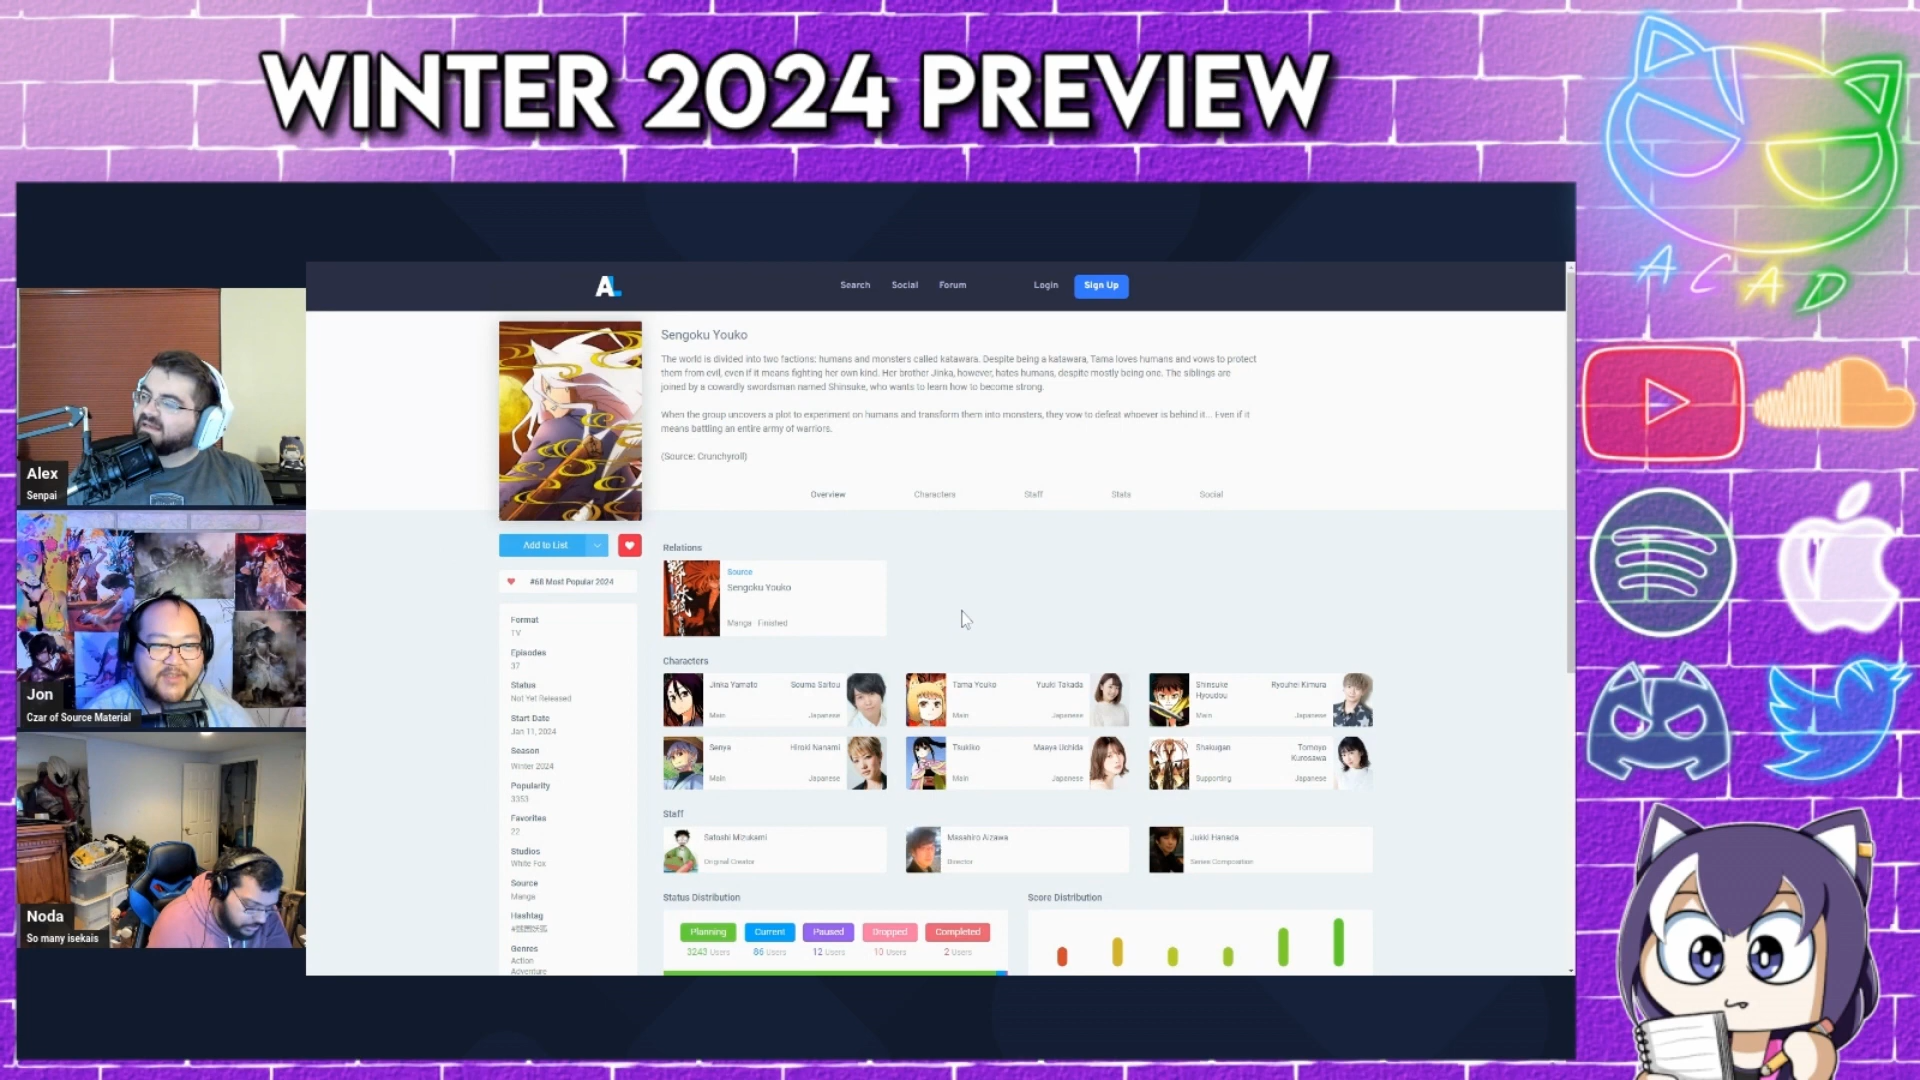 WINTER 2024 PREVIEW
ACAD
AL
Search Social Forum Login Sign Up
Sengoku Youko
The world is divided into two factions: humans and monsters called katawara. Despite being a katawara, Tama loves humans and vows to protect
them from evil, even if it means fighting her own kind. Her brother Jinka, however, hates humans, despite mostly being one. The siblings are
joined by a cowardly swordsman named Shinsuke, who wants to learn how to become strong.
When the group uncovers a plot to experiment on humans and transform them into monsters, they vow to defeat whoever is behind it... Even if it
means battling an entire army of warriors.
(Source: Crunchyroll)
Overview Characters Staff Stats Social
Alex
Senpai
Jon
Czar of Source Material
Noda
So many isekais
Add to List
#68 Most Popular 2024
Format
TV
Episodes
37
Status
Not Yet Released
Start Date
Jan 11, 2024
Season
Winter 2024
Popularity
3353
Favorites
22
Studios
White Fox
Source
Manga
Hashtag
#戦国妖狐
Genres
Action
Adventure
Relations
Source
Sengoku Youko
Manga · Finished
Characters
Jinka Yamato Souma Saitou
Main Japanese
Tama Youko Yuuki Takada
Main Japanese
Shinsuke Hyoudou Ryouhei Kimura
Main Japanese
Senya Hiroki Nanami
Main Japanese
Tsukiko Maaya Uchida
Main Japanese
Shakugan Tomoyo Kurosawa
Supporting Japanese
Staff
Satoshi Mizukami
Original Creator
Masahiro Aizawa
Director
Jukki Hanada
Series Composition
Status Distribution
Planning Current Paused Dropped Completed
3243 Users 86 Users 12 Users 10 Users 2 Users
Score Distribution